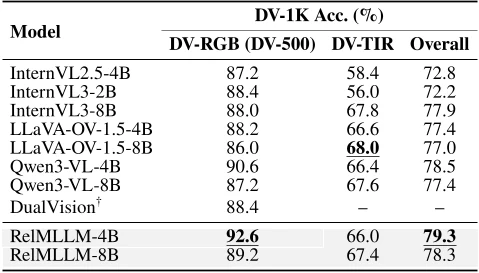 Model DV-1K Acc. (%)
DV-RGB (DV-500) DV-TIR Overall
InternVL2.5-4B 87.2 58.4 72.8
InternVL3-2B 88.4 56.0 72.2
InternVL3-8B 88.0 67.8 77.9
LLaVA-OV-1.5-4B 88.2 66.6 77.4
LLaVA-OV-1.5-8B 86.0 68.0 77.0
Qwen3-VL-4B 90.6 66.4 78.5
Qwen3-VL-8B 87.2 67.6 77.4
DualVision† 88.4 – –
RelMLLM-4B 92.6 66.0 79.3
RelMLLM-8B 89.2 67.4 78.3